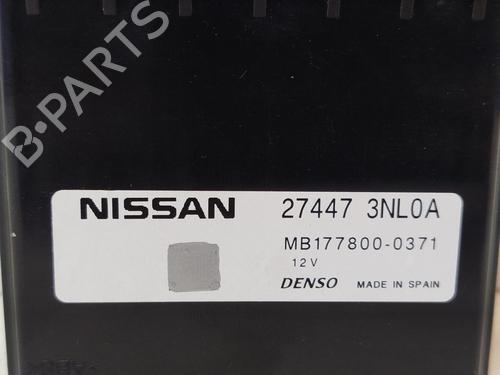 B-PARTS
NISSAN 27447 3NL0A
MB177800-0371
12V
DENSO MADE IN SPAIN